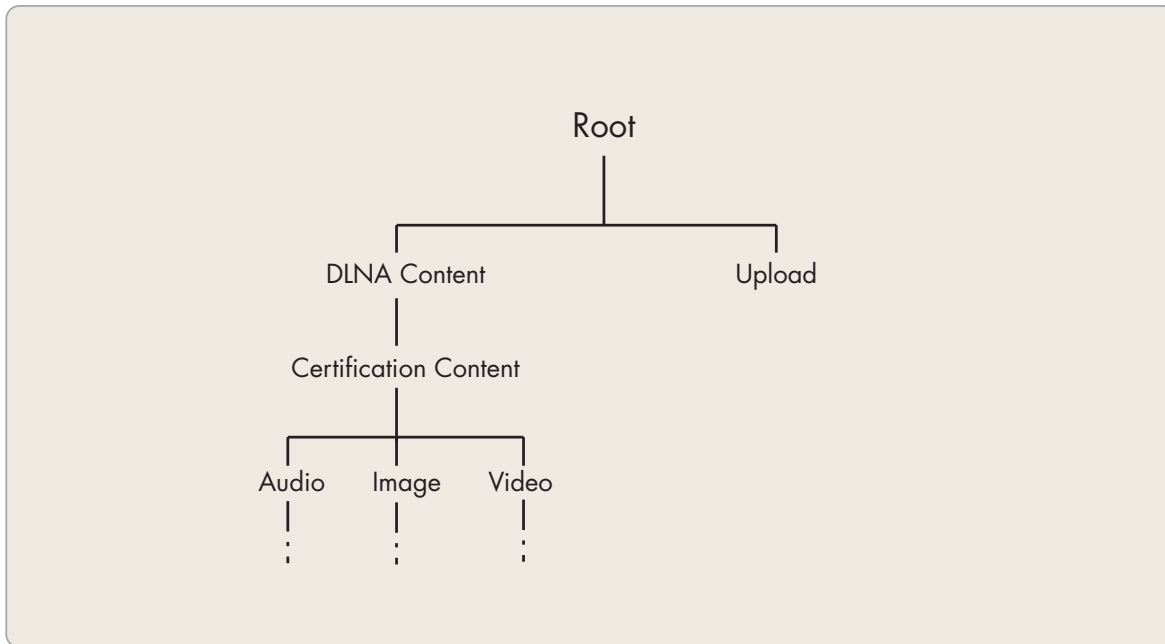 Root
DLNA Content Upload
Certification Content
Audio Image Video